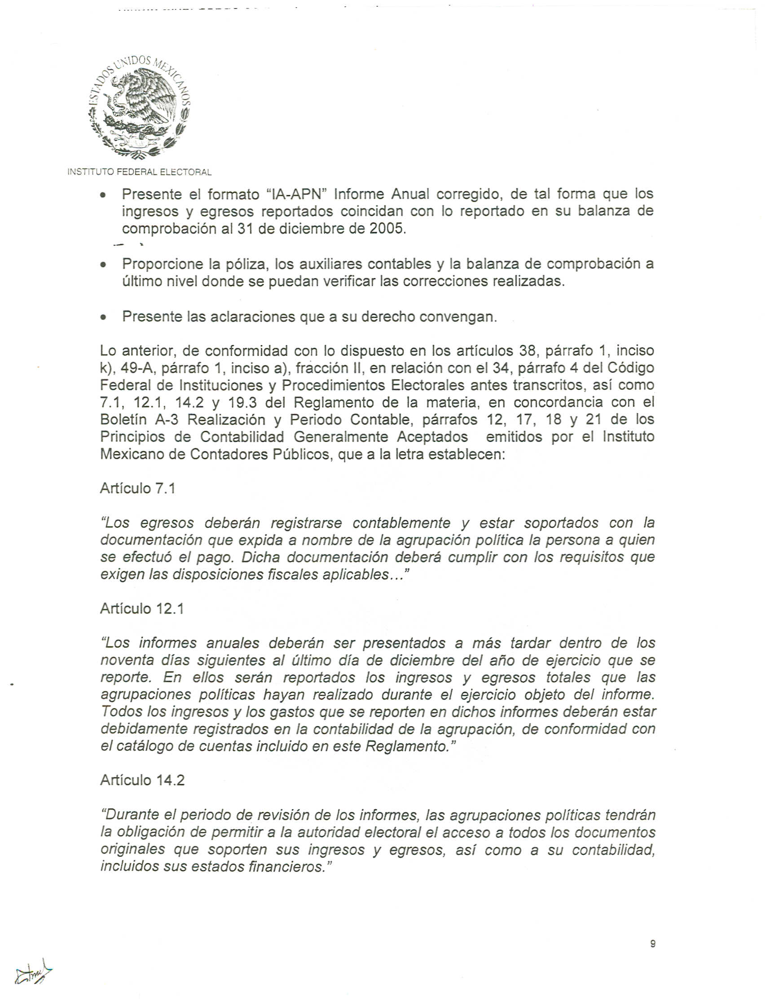 ESTADOS UNIDOS MEXICANOS
INSTITUTO FEDERAL ELECTORAL
• Presente el formato “IA-APN” Informe Anual corregido, de tal forma que los
ingresos y egresos reportados coincidan con lo reportado en su balanza de
comprobación al 31 de diciembre de 2005.
• Proporcione la póliza, los auxiliares contables y la balanza de comprobación a
último nivel donde se puedan verificar las correcciones realizadas.
• Presente las aclaraciones que a su derecho convengan.
Lo anterior, de conformidad con lo dispuesto en los artículos 38, párrafo 1, inciso
k), 49-A, párrafo 1, inciso a), fracción II, en relación con el 34, párrafo 4 del Código
Federal de Instituciones y Procedimientos Electorales antes transcritos, así como
7.1, 12.1, 14.2 y 19.3 del Reglamento de la materia, en concordancia con el
Boletín A-3 Realización y Periodo Contable, párrafos 12, 17, 18 y 21 de los
Principios de Contabilidad Generalmente Aceptados emitidos por el Instituto
Mexicano de Contadores Públicos, que a la letra establecen:
Artículo 7.1
“Los egresos deberán registrarse contablemente y estar soportados con la
documentación que expida a nombre de la agrupación política la persona a quien
se efectuó el pago. Dicha documentación deberá cumplir con los requisitos que
exigen las disposiciones fiscales aplicables...”
Artículo 12.1
“Los informes anuales deberán ser presentados a más tardar dentro de los
noventa días siguientes al último día de diciembre del año de ejercicio que se
reporte. En ellos serán reportados los ingresos y egresos totales que las
agrupaciones políticas hayan realizado durante el ejercicio objeto del informe.
Todos los ingresos y los gastos que se reporten en dichos informes deberán estar
debidamente registrados en la contabilidad de la agrupación, de conformidad con
el catálogo de cuentas incluido en este Reglamento.”
Artículo 14.2
“Durante el periodo de revisión de los informes, las agrupaciones políticas tendrán
la obligación de permitir a la autoridad electoral el acceso a todos los documentos
originales que soporten sus ingresos y egresos, así como a su contabilidad,
incluidos sus estados financieros.”
9